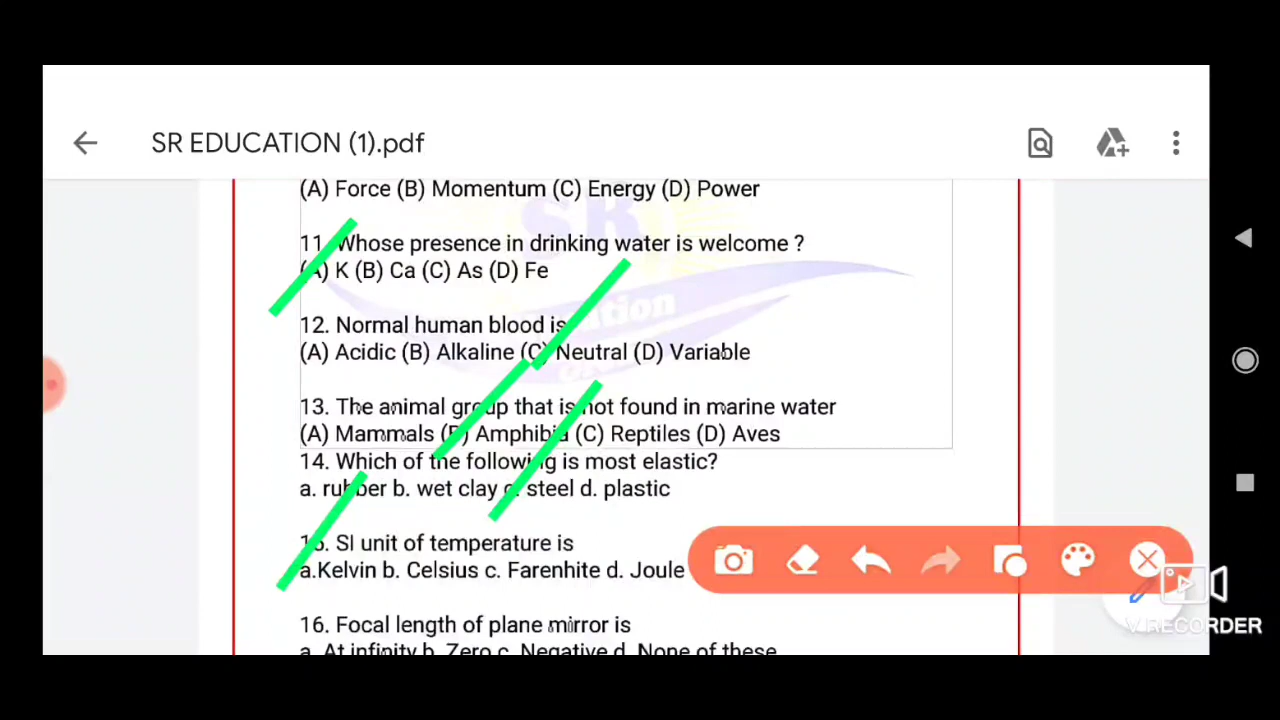 SR EDUCATION (1).pdf
(A) Force (B) Momentum (C) Energy (D) Power
SR
11. Whose presence in drinking water is welcome ?
(A) K (B) Ca (C) As (D) Fe
12. Normal human blood is
(A) Acidic (B) Alkaline (C) Neutral (D) Variable
13. The animal group that is not found in marine water
(A) Mammals (B) Amphibia (C) Reptiles (D) Aves
14. Which of the following is most elastic?
a. rubber b. wet clay c. steel d. plastic
15. SI unit of temperature is
a.Kelvin b. Celsius c. Farenhite d. Joule
16. Focal length of plane mirror is
a. At infinity b. Zero c. Negative d. None of these
V RECORDER